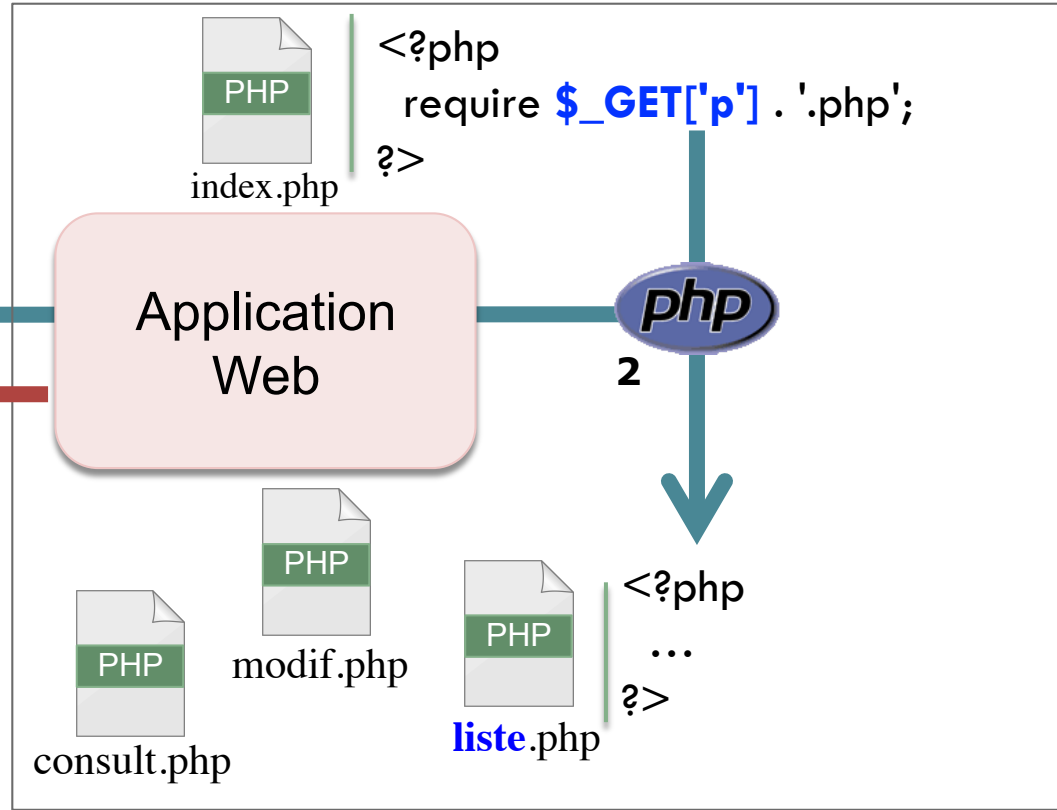 PHP
index.php
<?php
require $_GET['p'] . '.php';
?>
Application
Web
php
2
PHP
modif.php
PHP
consult.php
PHP
liste.php
<?php
...
?>